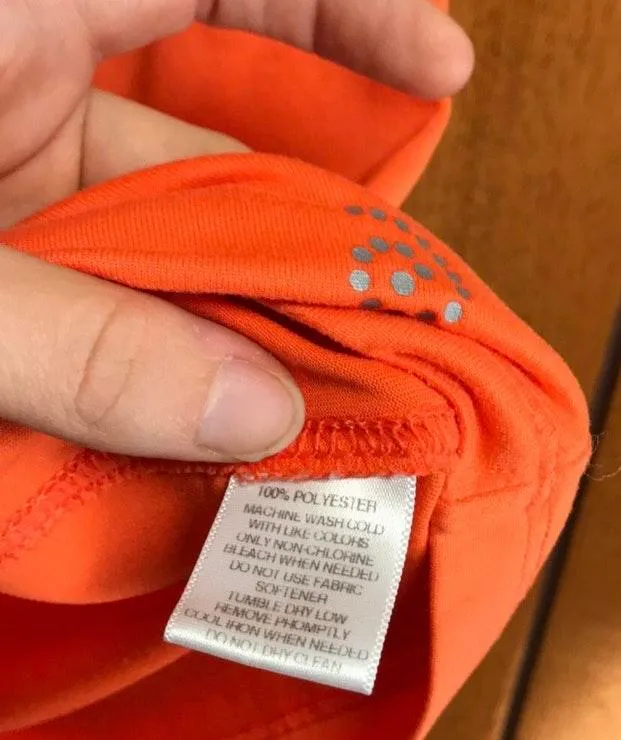 100% POLYESTER
MACHINE WASH COLD
WITH LIKE COLORS
ONLY NON-CHLORINE
BLEACH WHEN NEEDED
DO NOT USE FABRIC
SOFTENER
TUMBLE DRY LOW
REMOVE PROMPTLY
COOL IRON WHEN NEEDED
DO NOT DRY CLEAN